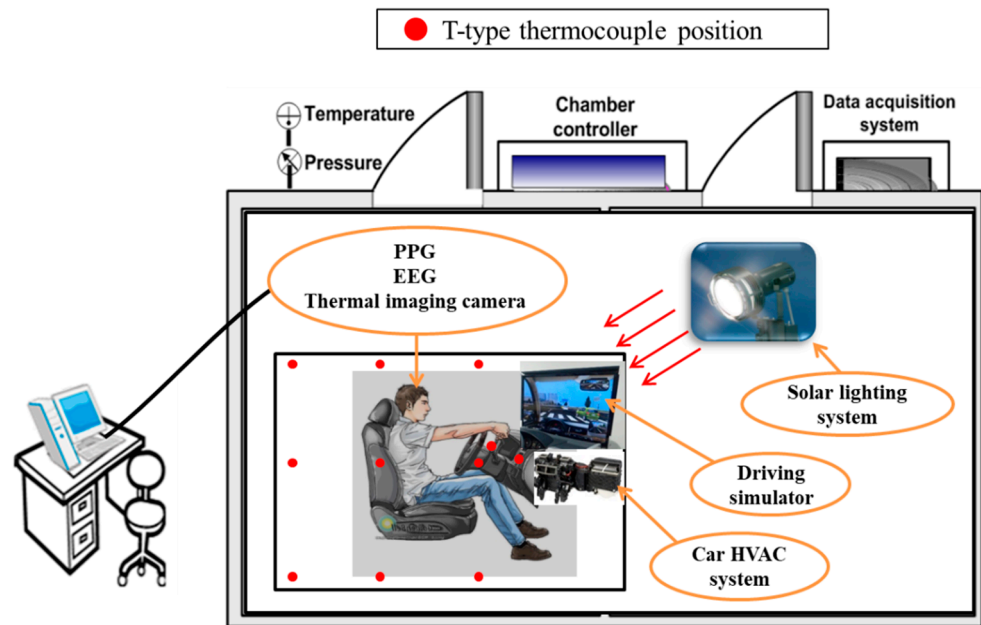 T-type thermocouple position
Temperature
Pressure
Chamber
controller
Data acquisition
system
PPG
EEG
Thermal imaging camera
Solar lighting
system
Driving
simulator
Car HVAC
system